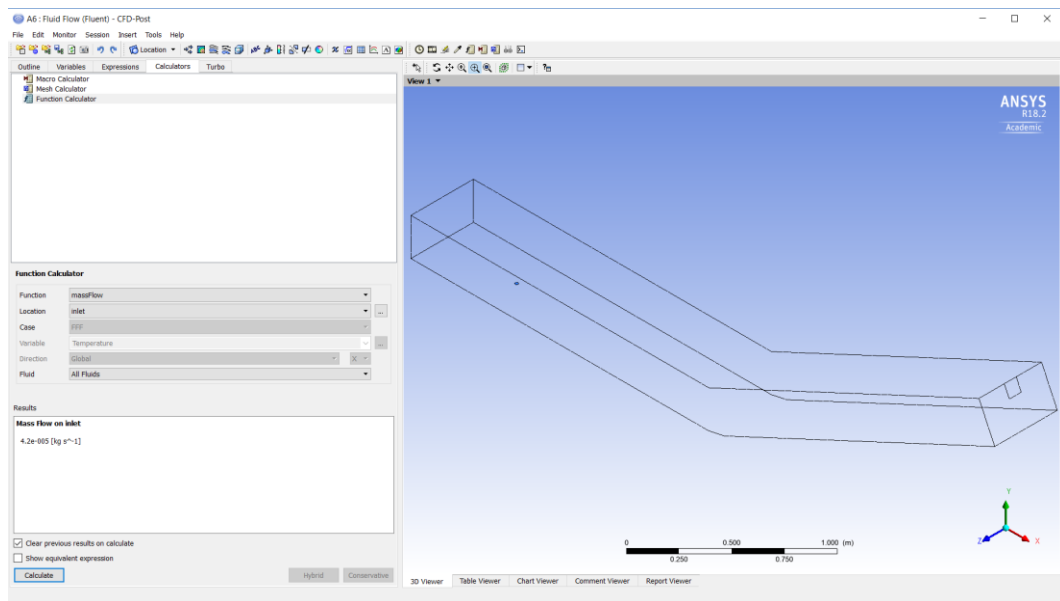 A6 : Fluid Flow (Fluent) - CFD-Post
File Edit Monitor Session Insert Tools Help
Location
Outline Variables Expressions Calculators Turbo
Macro Calculator
Mesh Calculator
Function Calculator
Function Calculator
Function massFlow
Location inlet ...
Case FFF
Variable Temperature ...
Direction Global X
Fluid All Fluids
Results
Mass Flow on inlet
4.2e-005 [kg s^-1]
Clear previous results on calculate
Show equivalent expression
Calculate Hybrid Conservative
View 1
ANSYS
R18.2
Academic
Y
Z X
0 0.500 1.000 (m)
0.250 0.750
3D Viewer Table Viewer Chart Viewer Comment Viewer Report Viewer